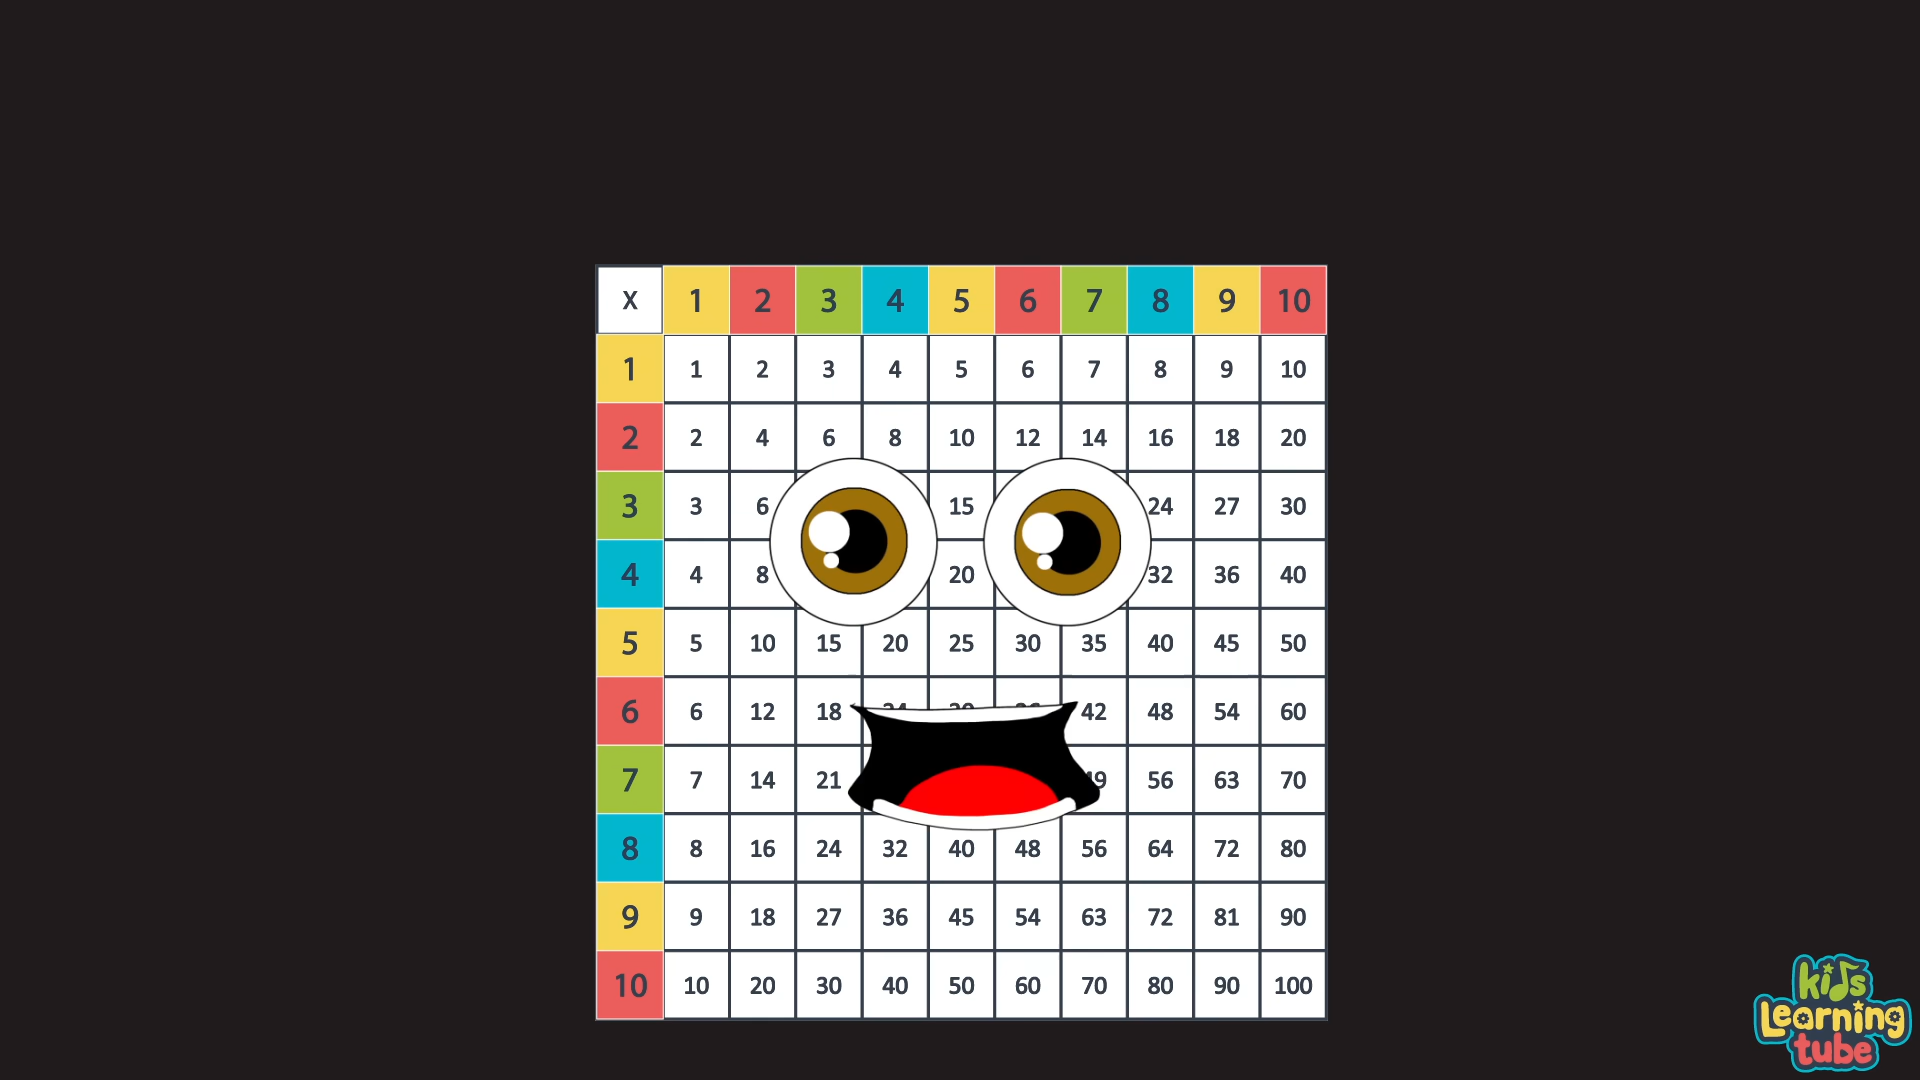 X 1 2 3 4 5 6 7 8 9 10
1 1 2 3 4 5 6 7 8 9 10
2 2 4 6 8 10 12 14 16 18 20
3 3 6 15 24 27 30
4 4 8 20 32 36 40
5 5 10 15 20 25 30 35 40 45 50
6 6 12 18 42 48 54 60
7 7 14 21 56 63 70
8 8 16 24 32 40 48 56 64 72 80
9 9 18 27 36 45 54 63 72 81 90
10 10 20 30 40 50 60 70 80 90 100
kids
Learning
tube